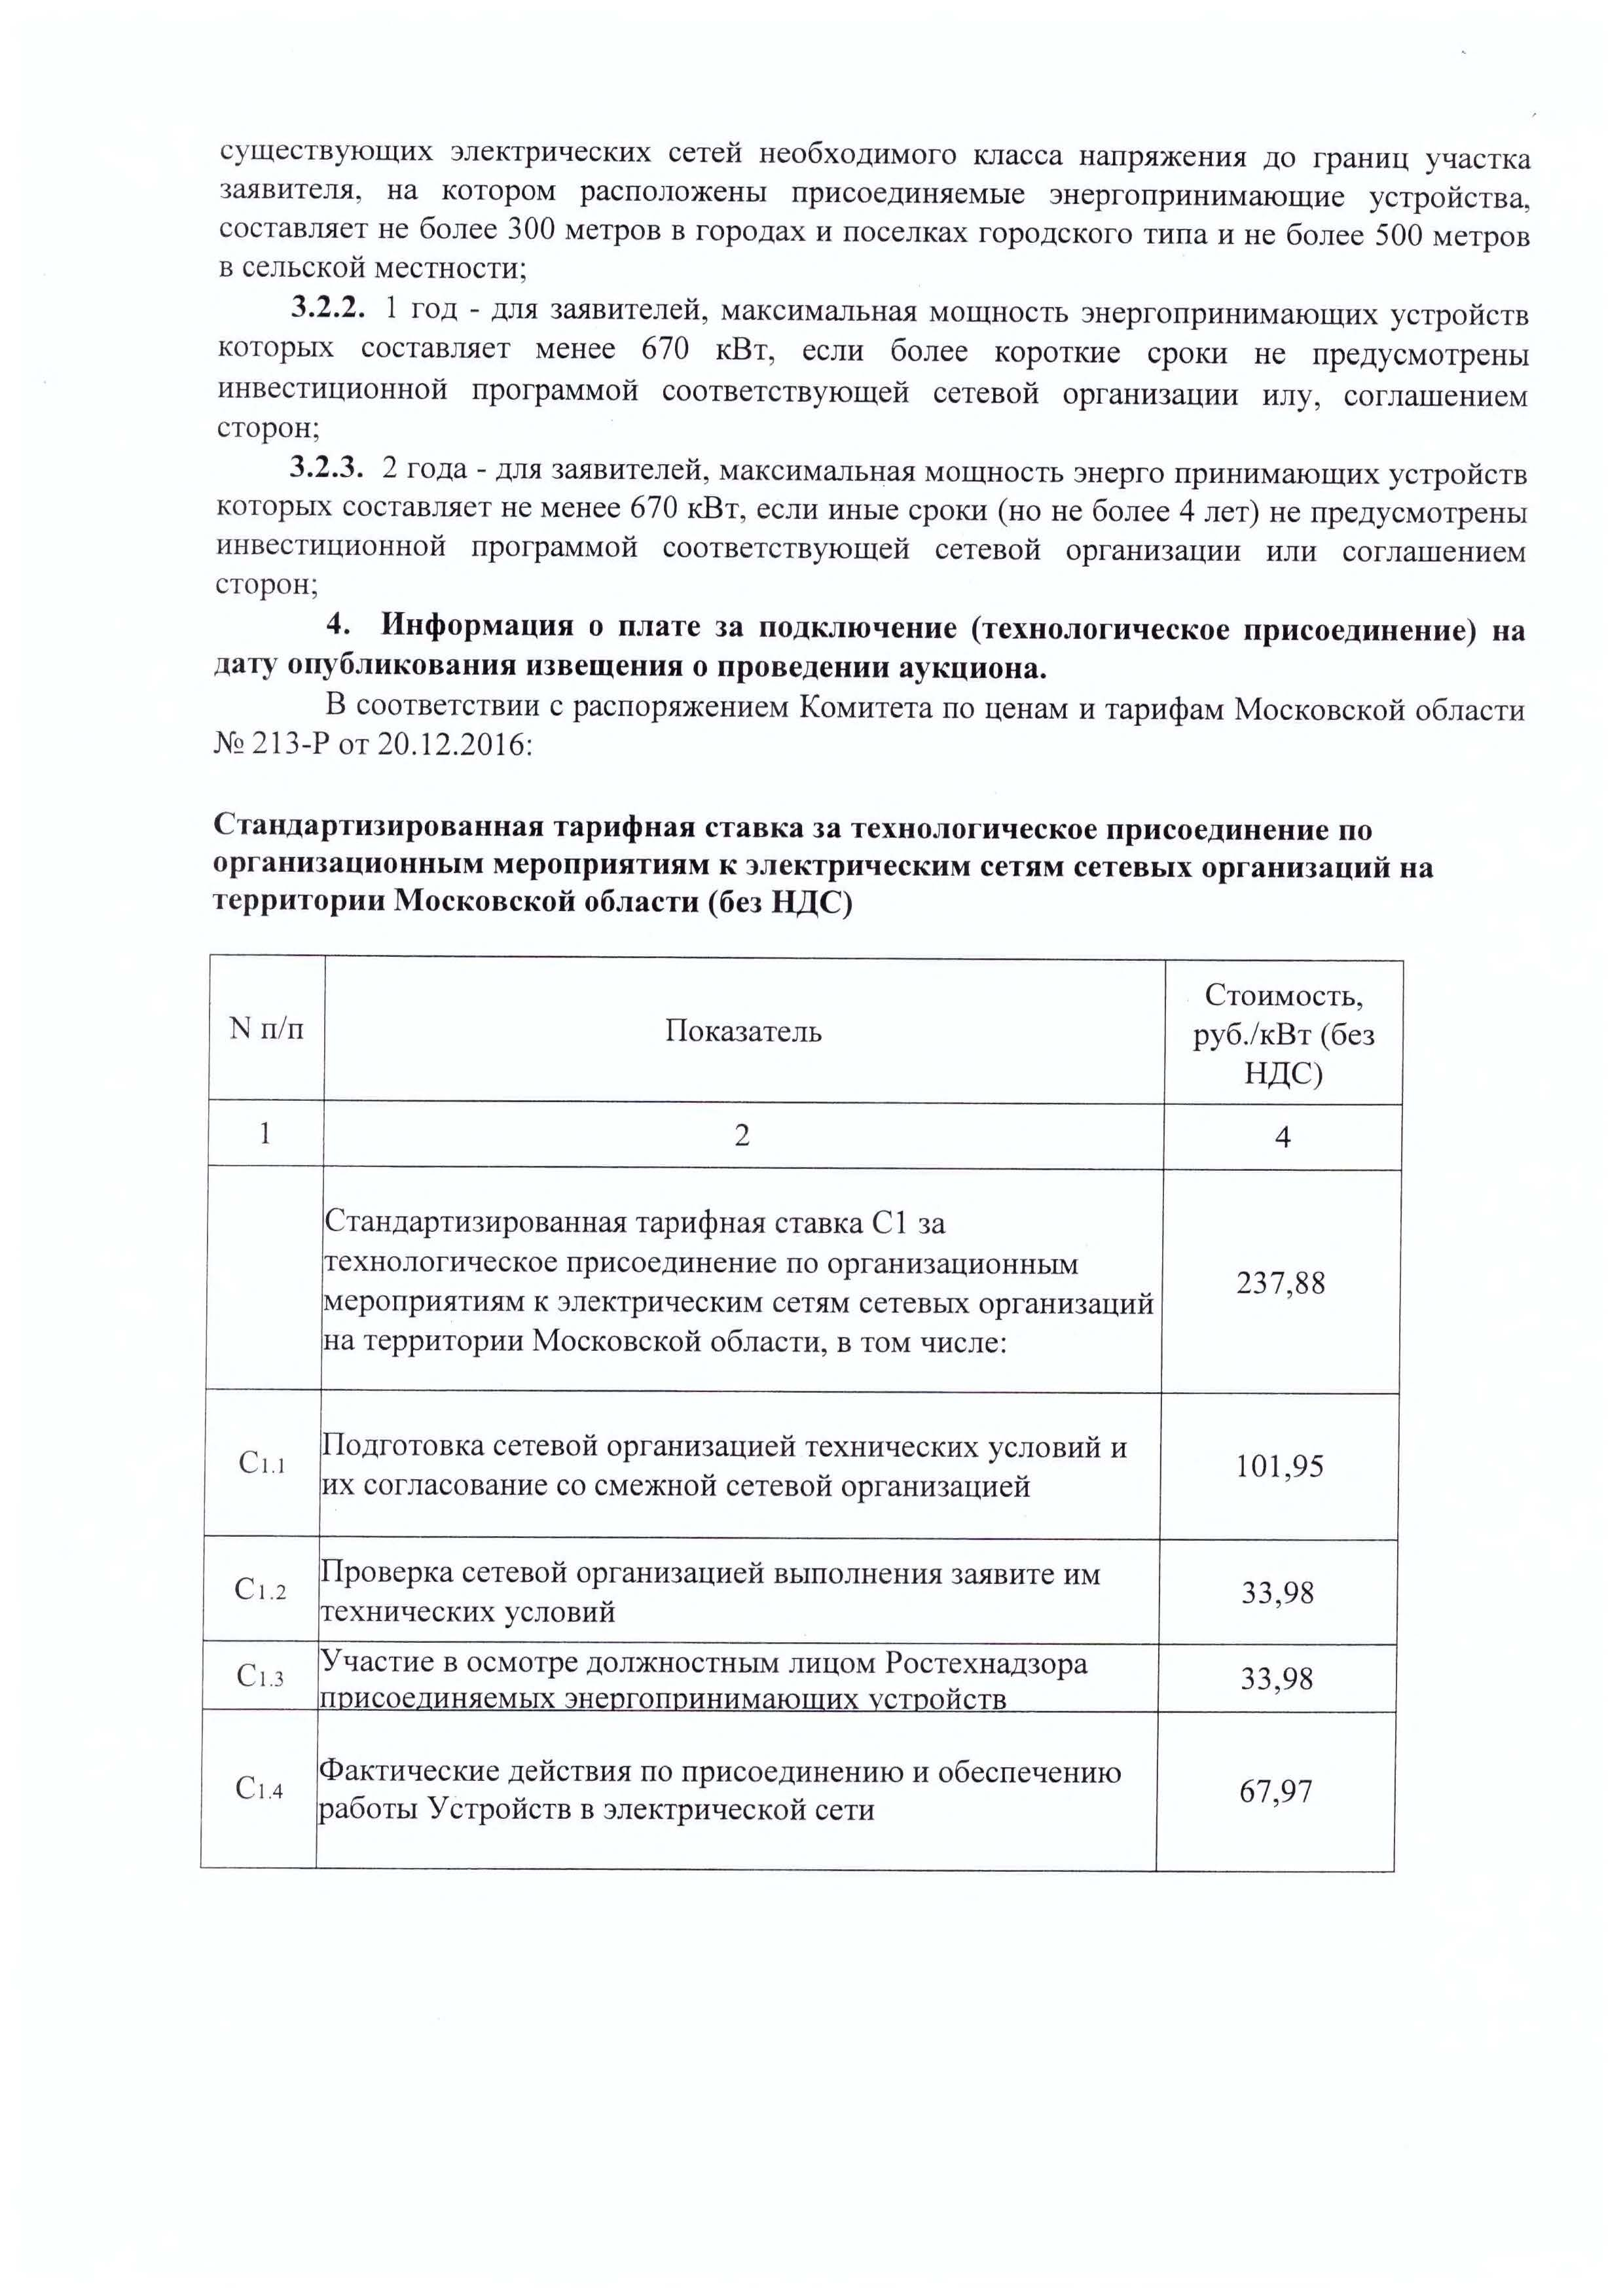 существующих электрических сетей необходимого класса напряжения до границ участка
заявителя, на котором расположены присоединяемые энергопринимающие устройства,
составляет не более 300 метров в городах и поселках городского типа и не более 500 метров
в сельской местности;
3.2.2. 1 год - для заявителей, максимальная мощность энергопринимающих устройств
которых составляет менее 670 кВт, если более короткие сроки не предусмотрены
инвестиционной программой соответствующей сетевой организации илу, соглашением
сторон;
3.2.3. 2 года - для заявителей, максимальная мощность энерго принимающих устройств
которых составляет не менее 670 кВт, если иные сроки (но не более 4 лет) не предусмотрены
инвестиционной программой соответствующей сетевой организации или соглашением
сторон;
4. Информация о плате за подключение (технологическое присоединение) на
дату опубликования извещения о проведении аукциона.
В соответствии с распоряжением Комитета по ценам и тарифам Московской области
№ 213-Р от 20.12.2016:
Стандартизированная тарифная ставка за технологическое присоединение по
организационным мероприятиям к электрическим сетям сетевых организаций на
территории Московской области (без НДС)
N п/п
Показатель
Стоимость,
руб./кВт (без
НДС)
1
2
4
Стандартизированная тарифная ставка С1 за
технологическое присоединение по организационным
мероприятиям к электрическим сетям сетевых организаций
на территории Московской области, в том числе:
237,88
С1.1
Подготовка сетевой организацией технических условий и
их согласование со смежной сетевой организацией
101,95
С1.2
Проверка сетевой организацией выполнения заявите им
технических условий
33,98
С1.3
Участие в осмотре должностным лицом Ростехнадзора
присоединяемых энергопринимающих устройств
33,98
С1.4
Фактические действия по присоединению и обеспечению
работы Устройств в электрической сети
67,97